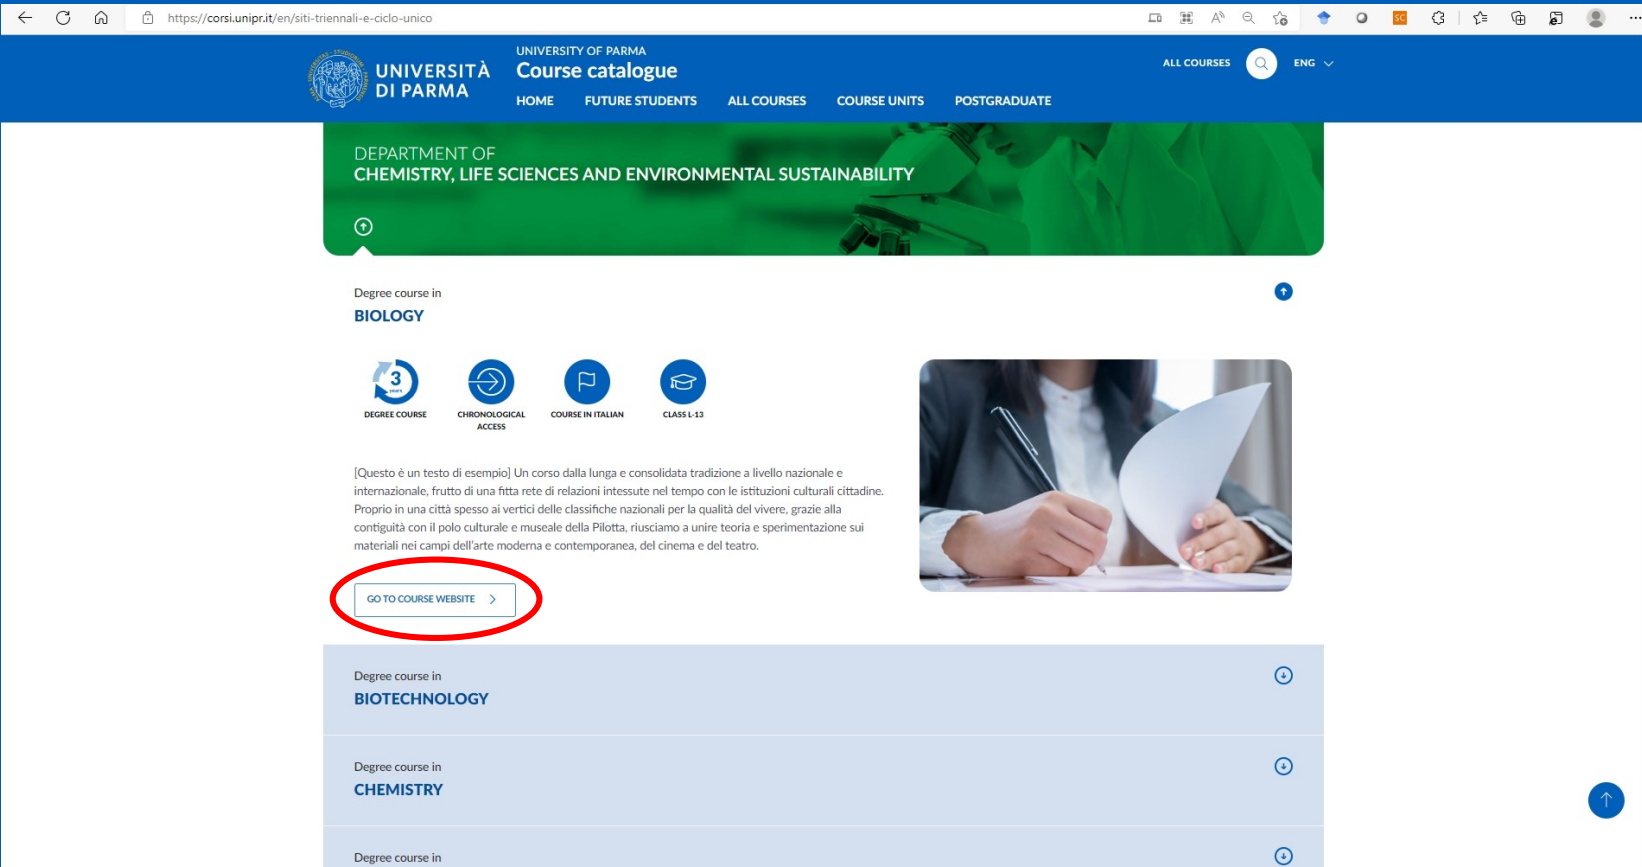 https://corsi.unipr.it/en/siti-triennali-e-ciclo-unico
UNIVERSITÀ
DI PARMA
UNIVERSITY OF PARMA
Course catalogue
HOME FUTURE STUDENTS ALL COURSES COURSE UNITS POSTGRADUATE
ALL COURSES ENG
DEPARTMENT OF
CHEMISTRY, LIFE SCIENCES AND ENVIRONMENTAL SUSTAINABILITY
Degree course in
BIOLOGY
3
DEGREE COURSE
CHRONOLOGICAL
ACCESS
COURSE IN ITALIAN
CLASS L-13
[Questo è un testo di esempio] Un corso dalla lunga e consolidata tradizione a livello nazionale e
internazionale, frutto di una fitta rete di relazioni intessute nel tempo con le istituzioni culturali cittadine.
Proprio in una città spesso ai vertici delle classifiche nazionali per la qualità del vivere, grazie alla
contiguità con il polo culturale e museale della Pilotta, riusciamo a unire teoria e sperimentazione sui
materiali nei campi dell'arte moderna e contemporanea, del cinema e del teatro.
GO TO COURSE WEBSITE
Degree course in
BIOTECHNOLOGY
Degree course in
CHEMISTRY
Degree course in